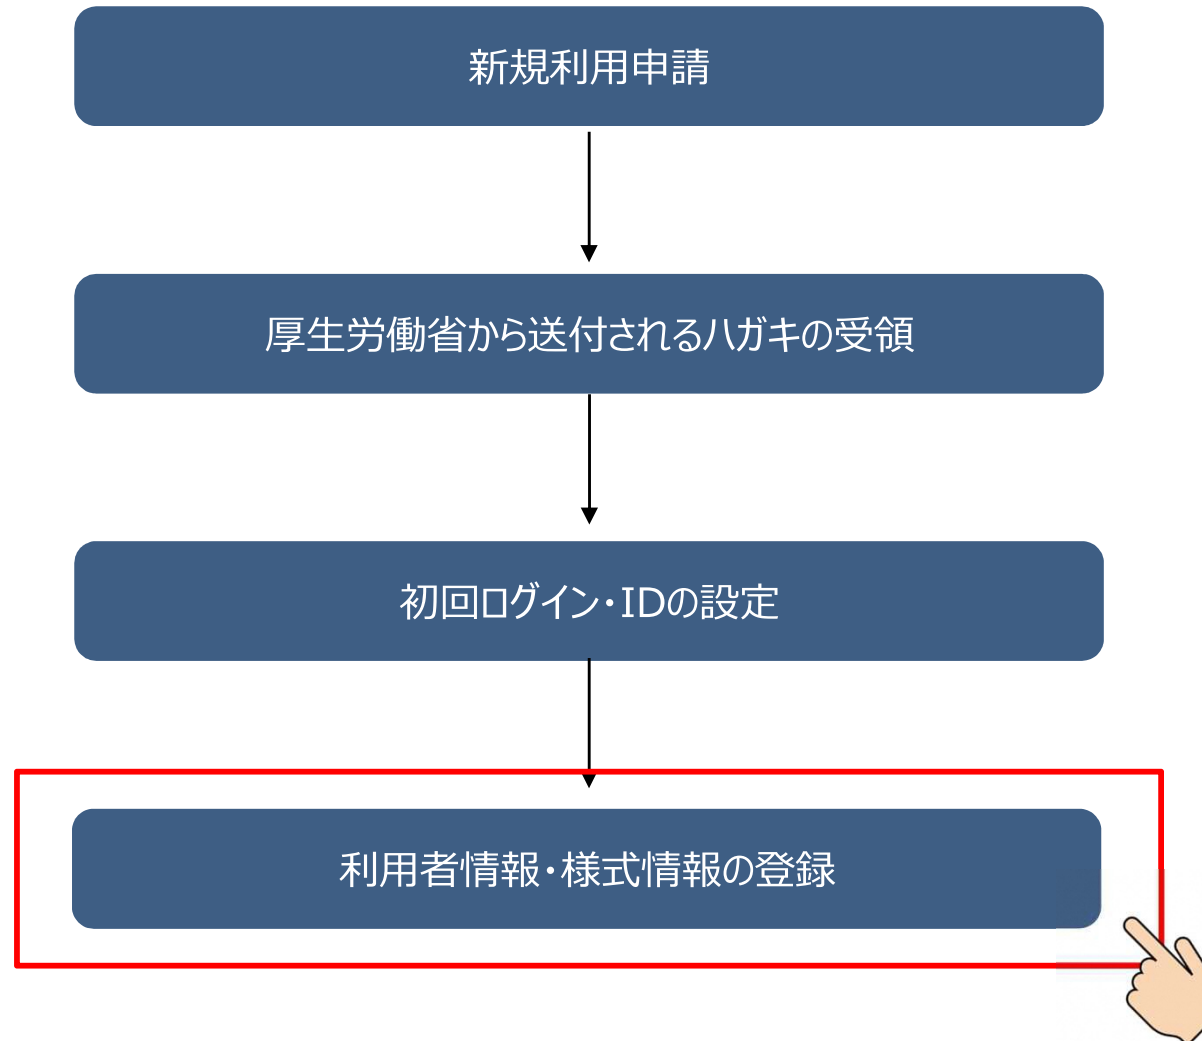 新規利用申請
厚生労働省から送付されるハガキの受領
初回ログイン・IDの設定
利用者情報・様式情報の登録